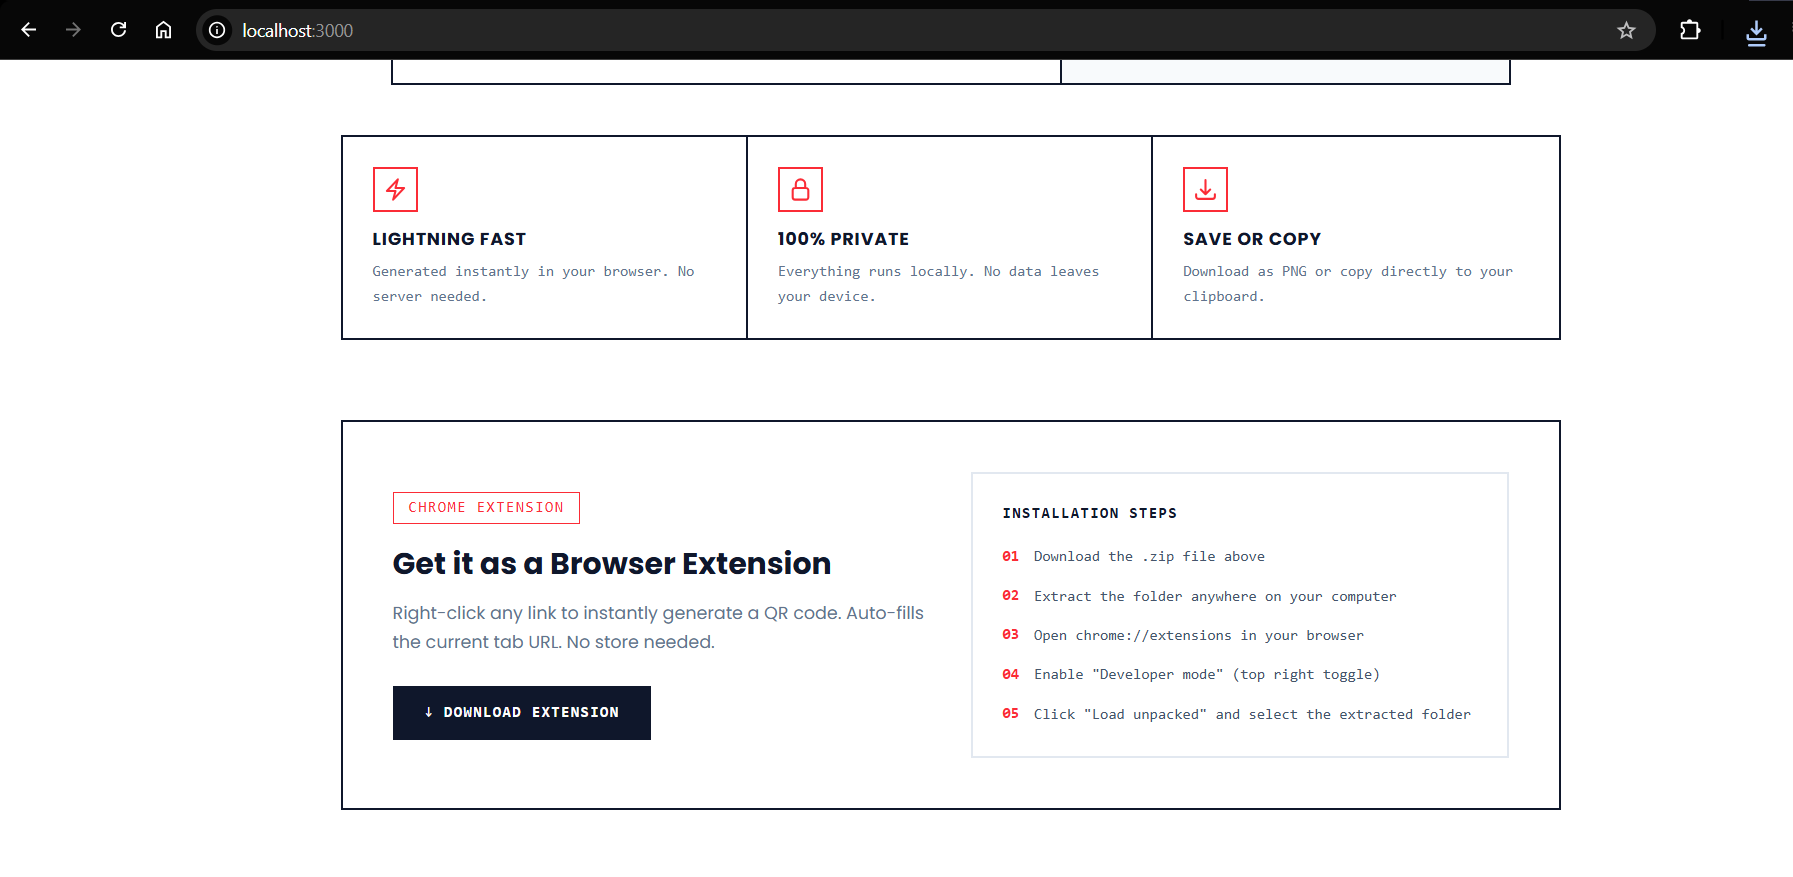 localhost:3000
LIGHTNING FAST
Generated instantly in your browser. No
server needed.
100% PRIVATE
Everything runs locally. No data leaves
your device.
SAVE OR COPY
Download as PNG or copy directly to your
clipboard.
CHROME EXTENSION
Get it as a Browser Extension
Right-click any link to instantly generate a QR code. Auto-fills
the current tab URL. No store needed.
↓ DOWNLOAD EXTENSION
INSTALLATION STEPS
01 Download the .zip file above
02 Extract the folder anywhere on your computer
03 Open chrome://extensions in your browser
04 Enable "Developer mode" (top right toggle)
05 Click "Load unpacked" and select the extracted folder